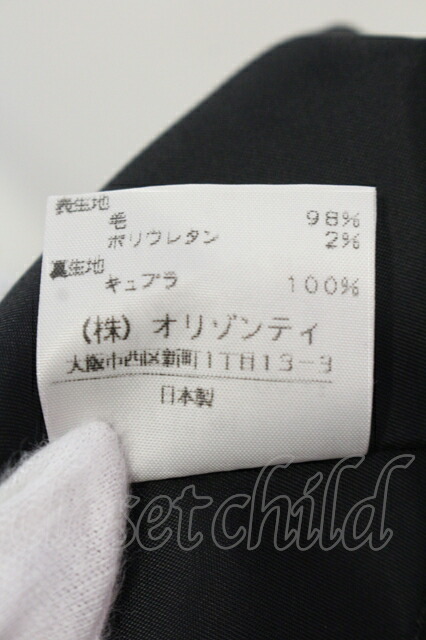 表生地
毛 98%
ポリウレタン 2%
裏生地
キュプラ 100%
(株) オリゾンティ
大阪市西区新町1TB13-3
日本製
setchild